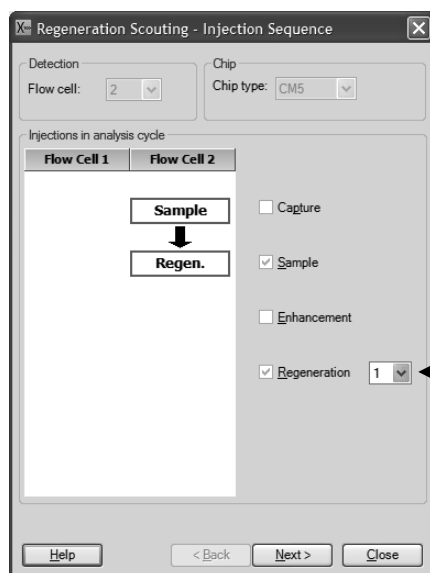 Regeneration Scouting - Injection Sequence
Detection
Flow cell: 2
Chip
Chip type: CM5
Injections in analysis cycle
Flow Cell 1 Flow Cell 2
Sample
Regen.
Capture
Sample
Enhancement
Regeneration 1
Help < Back Next > Close